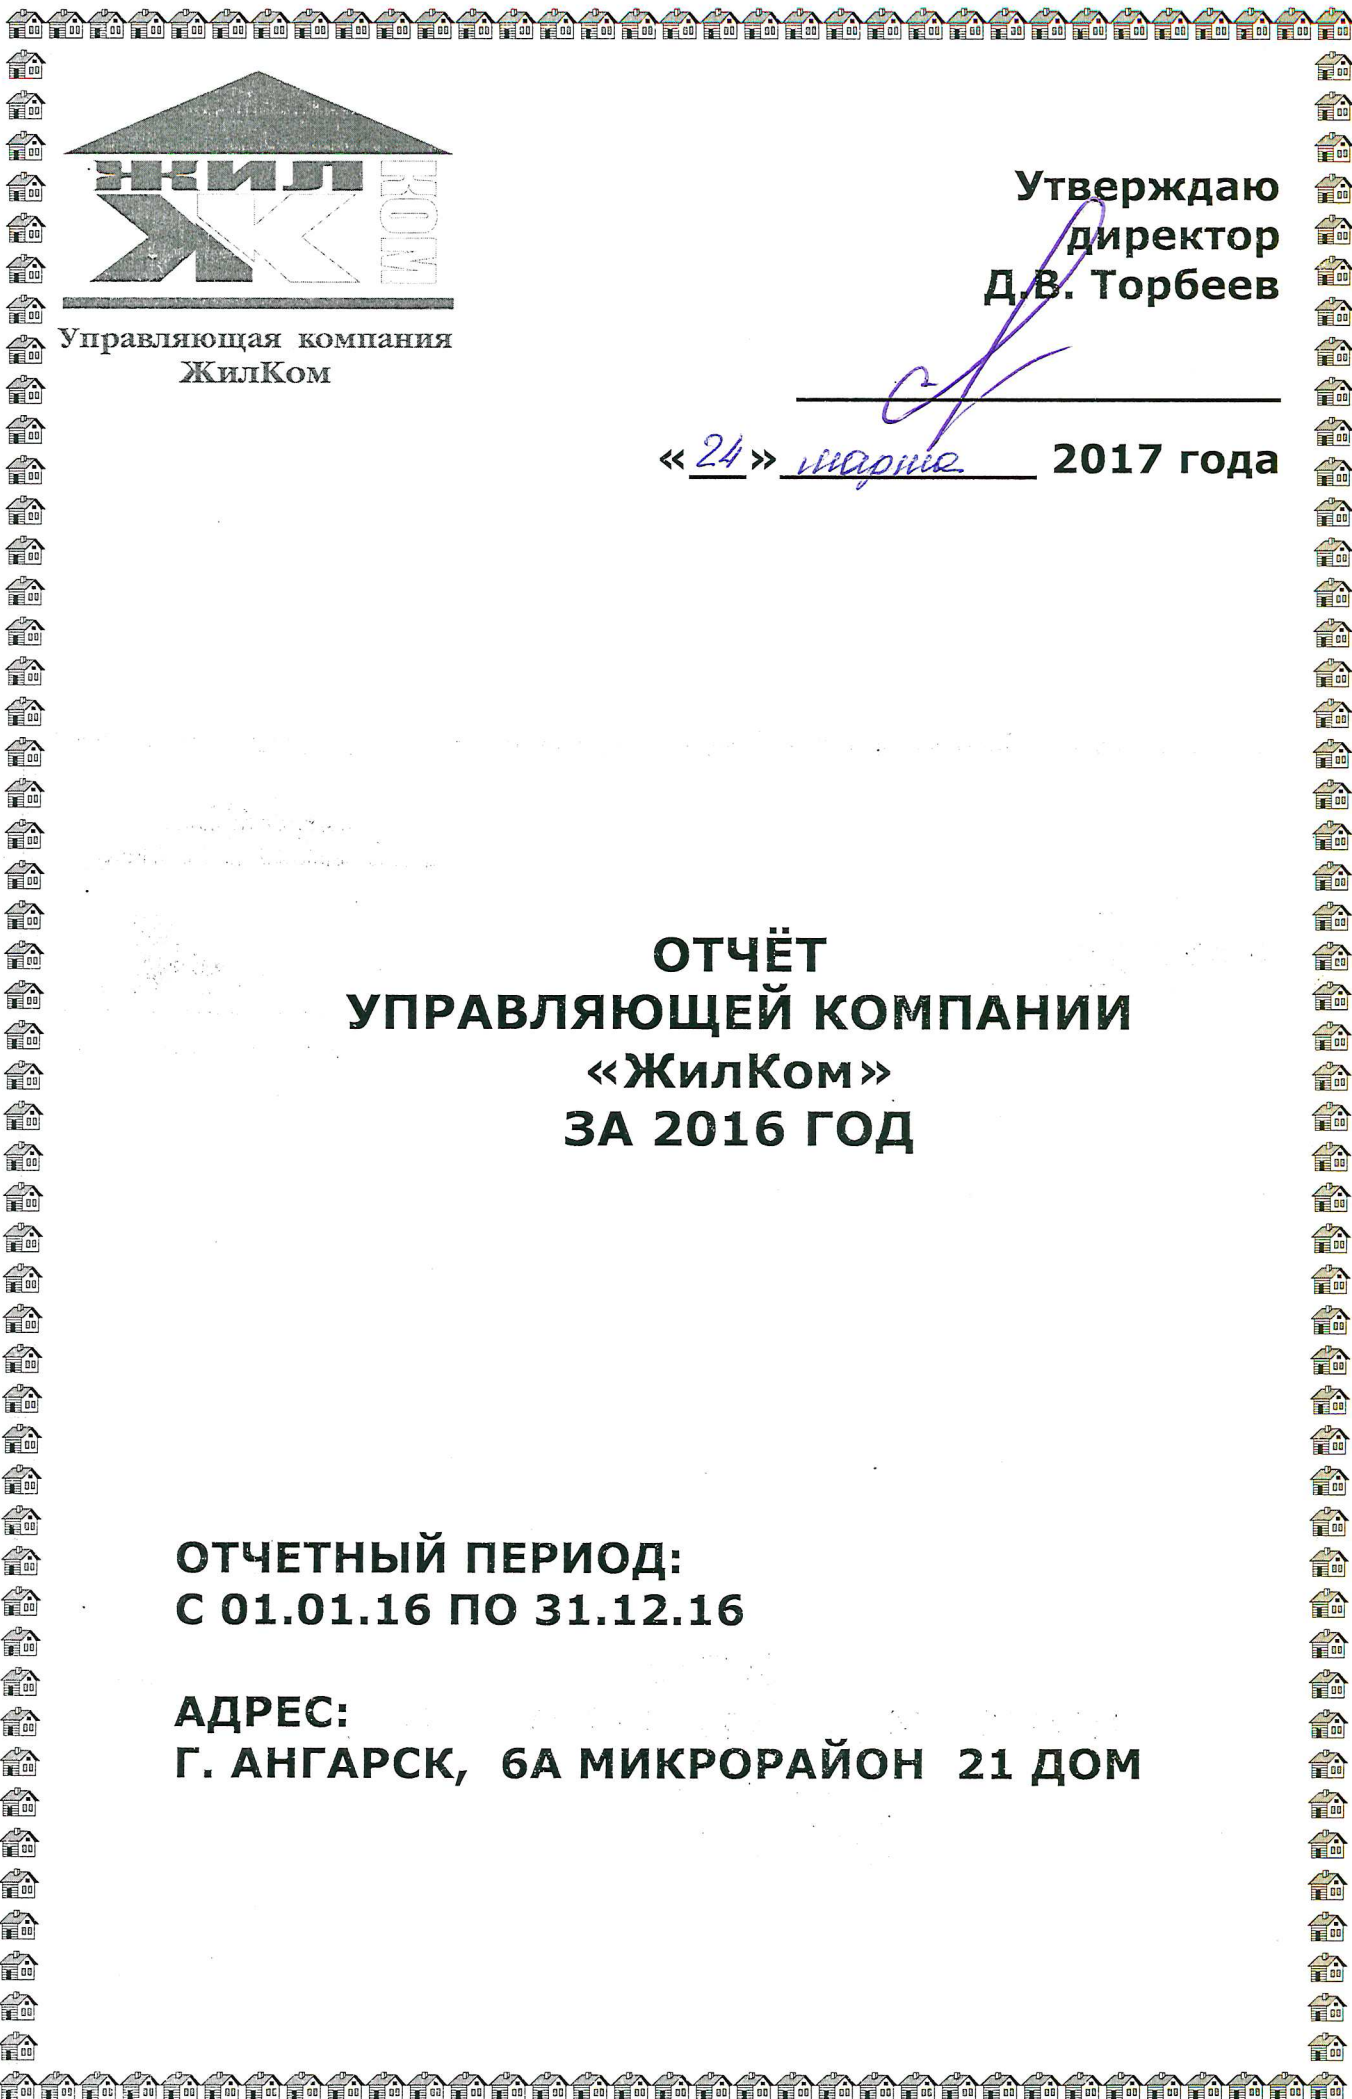 ЖИЛ
КОМ
ЖК
Управляющая компания
ЖилКом
Утверждаю
директор
Д.В. Торбеев
«24» марта 2017 года
ОТЧЁТ
УПРАВЛЯЮЩЕЙ КОМПАНИИ
«ЖилКом»
ЗА 2016 ГОД
ОТЧЕТНЫЙ ПЕРИОД:
С 01.01.16 ПО 31.12.16
АДРЕС:
Г. АНГАРСК, 6А МИКРОРАЙОН 21 ДОМ